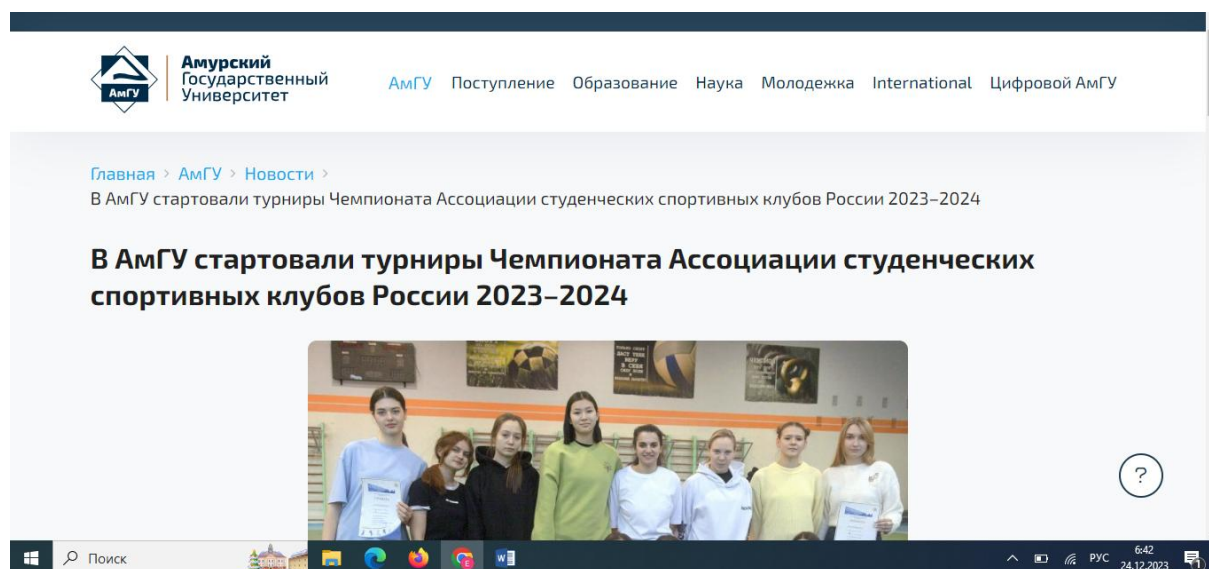 АмГУ
Амурский
Государственный
Университет
АмГУ Поступление Образование Наука Молодежка International Цифровой АмГУ
Главная > АмГУ > Новости >
В АмГУ стартовали турниры Чемпионата Ассоциации студенческих спортивных клубов России 2023–2024
В АмГУ стартовали турниры Чемпионата Ассоциации студенческих
спортивных клубов России 2023–2024
?
Поиск
РУС
6:42
24.12.2023
1